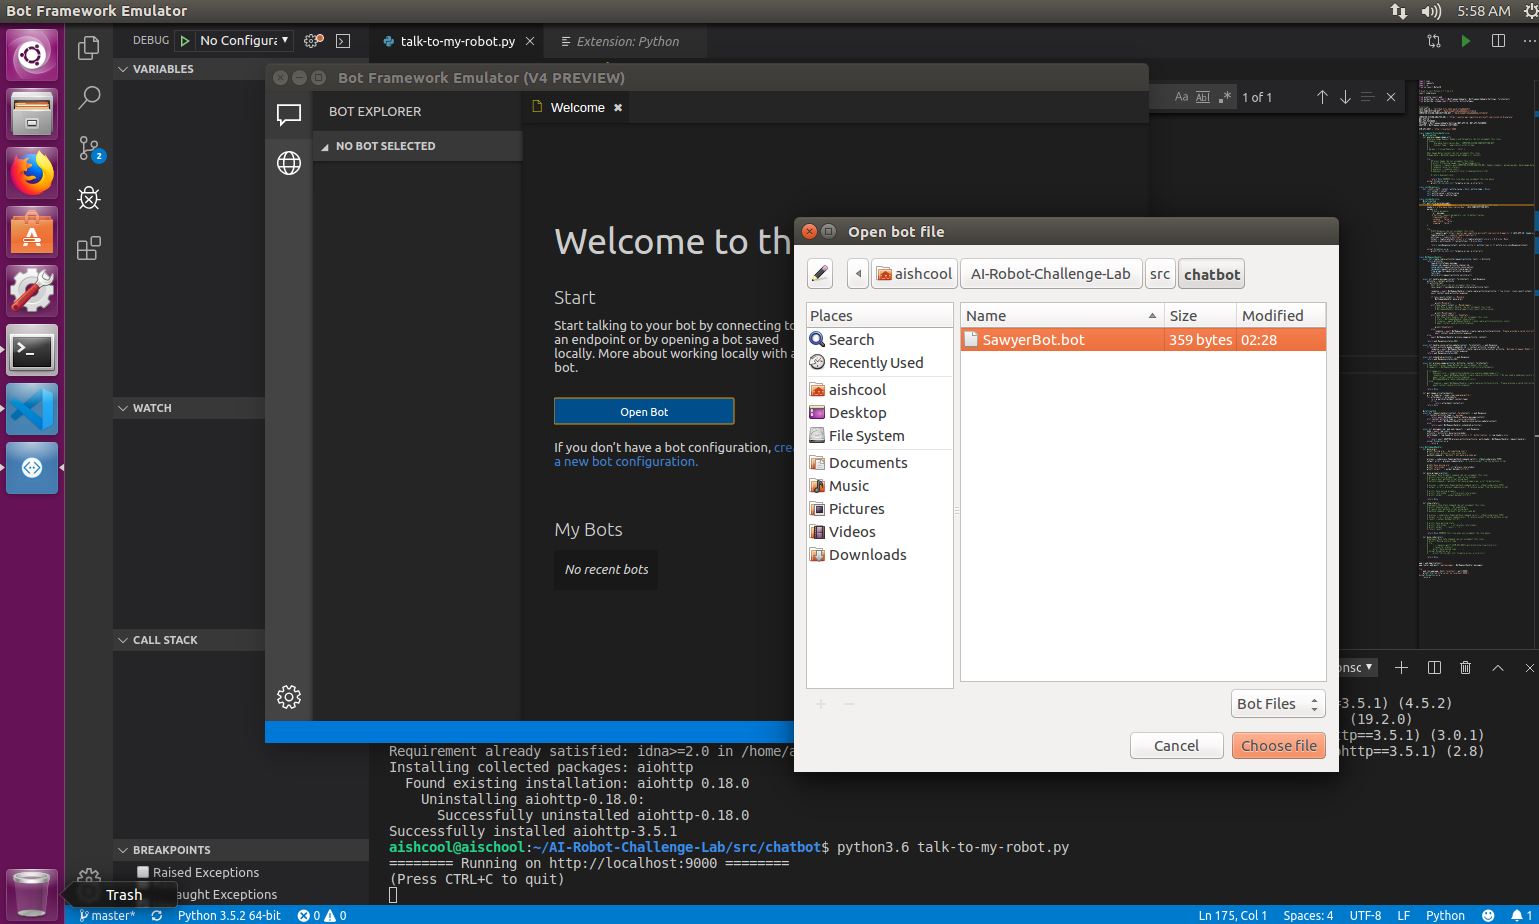 Bot Framework Emulator
5:58 AM
DEBUG
No Configura
talk-to-my-robot.py
Extension: Python
VARIABLES
Bot Framework Emulator (V4 PREVIEW)
BOT EXPLORER
Welcome
NO BOT SELECTED
Aa
Abl
.*
1 of 1
2
Welcome to th
Start
Start talking to your bot by connecting to
an endpoint or by opening a bot saved
locally. More about working locally with a
bot.
Open Bot
If you don’t have a bot configuration, crea
a new bot configuration.
My Bots
No recent bots
Open bot file
aishcool
AI-Robot-Challenge-Lab
src
chatbot
Places
Search
Recently Used
aishcool
Desktop
File System
Documents
Music
Pictures
Videos
Downloads
Name
Size
Modified
SawyerBot.bot
359 bytes
02:28
Bot Files
Cancel
Choose file
WATCH
CALL STACK
BREAKPOINTS
Raised Exceptions
aught Exceptions
Trash
onsc
=3.5.1) (4.5.2)
(19.2.0)
tp==3.5.1) (3.0.1)
ohttp==3.5.1) (2.8)
Requirement already satisfied: idna>=2.0 in /home/a
Installing collected packages: aiohttp
Found existing installation: aiohttp 0.18.0
Uninstalling aiohttp-0.18.0:
Successfully uninstalled aiohttp-0.18.0
Successfully installed aiohttp-3.5.1
aishcool@aischool:~/AI-Robot-Challenge-Lab/src/chatbot$ python3.6 talk-to-my-robot.py
======== Running on http://localhost:9000 ========
(Press CTRL+C to quit)
master*
Python 3.5.2 64-bit
0
0
Ln 175, Col 1
Spaces: 4
UTF-8
LF
Python
1